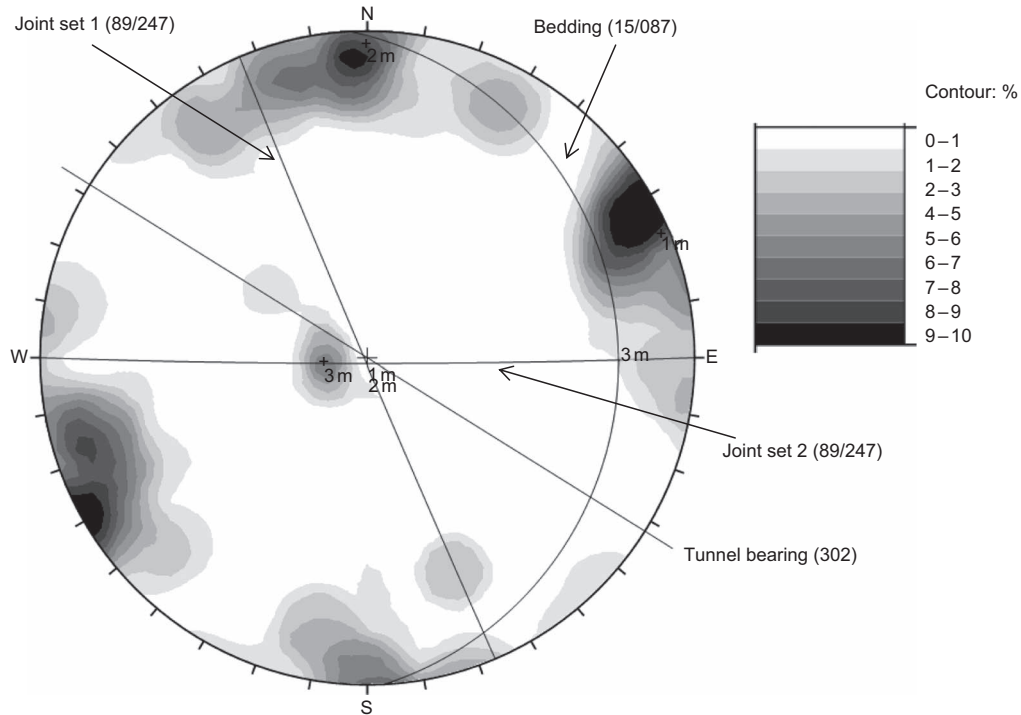 N
Joint set 1 (89/247)
Bedding (15/087)
2 m
Contour: %
0 – 1
1 – 2
2 – 3
4 – 5
5 – 6
6 – 7
7 – 8
8 – 9
9 – 10
1 m
W
3 m
E
3 m
1 m
2 m
Joint set 2 (89/247)
Tunnel bearing (302)
S